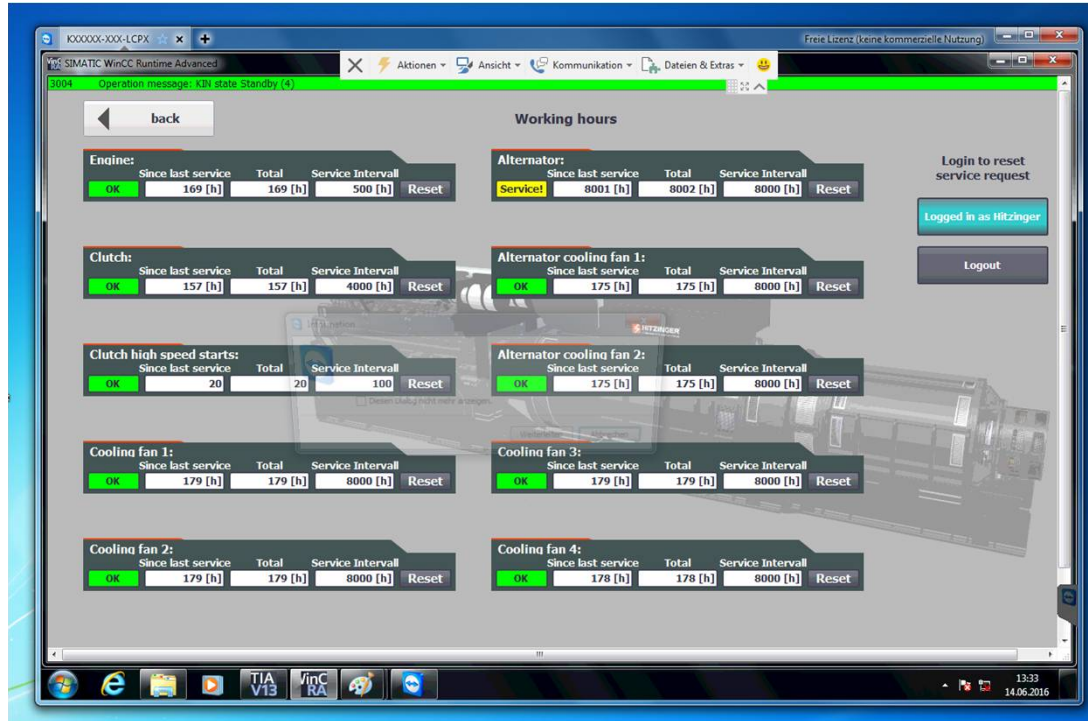 KXXXXX-XXX-LCPX
Freie Lizenz (keine kommerzielle Nutzung)
SIMATIC WinCC Runtime Advanced
Aktionen
Ansicht
Kommunikation
Dateien & Extras
3004 Operation message: KIN state Standby (4)
back
Working hours
Engine:
Since last service Total Service Intervall
OK 169 [h] 169 [h] 500 [h] Reset
Alternator:
Since last service Total Service Intervall
Service! 8001 [h] 8002 [h] 8000 [h] Reset
Login to reset
service request
Logged in as Hitzinger
Logout
Clutch:
Since last service Total Service Intervall
OK 157 [h] 157 [h] 4000 [h] Reset
Alternator cooling fan 1:
Since last service Total Service Intervall
OK 175 [h] 175 [h] 8000 [h] Reset
HITZINGER
Clutch high speed starts:
Since last service Total Service Intervall
OK 20 20 100 Reset
Alternator cooling fan 2:
Since last service Total Service Intervall
OK 175 [h] 175 [h] 8000 [h] Reset
Diesen Dialog nicht mehr anzeigen
Cooling fan 1:
Since last service Total Service Intervall
OK 179 [h] 179 [h] 8000 [h] Reset
Cooling fan 3:
Since last service Total Service Intervall
OK 179 [h] 179 [h] 8000 [h] Reset
Cooling fan 2:
Since last service Total Service Intervall
OK 179 [h] 179 [h] 8000 [h] Reset
Cooling fan 4:
Since last service Total Service Intervall
OK 178 [h] 178 [h] 8000 [h] Reset
TIA
V13
WinC
RA
13:33
14.06.2016